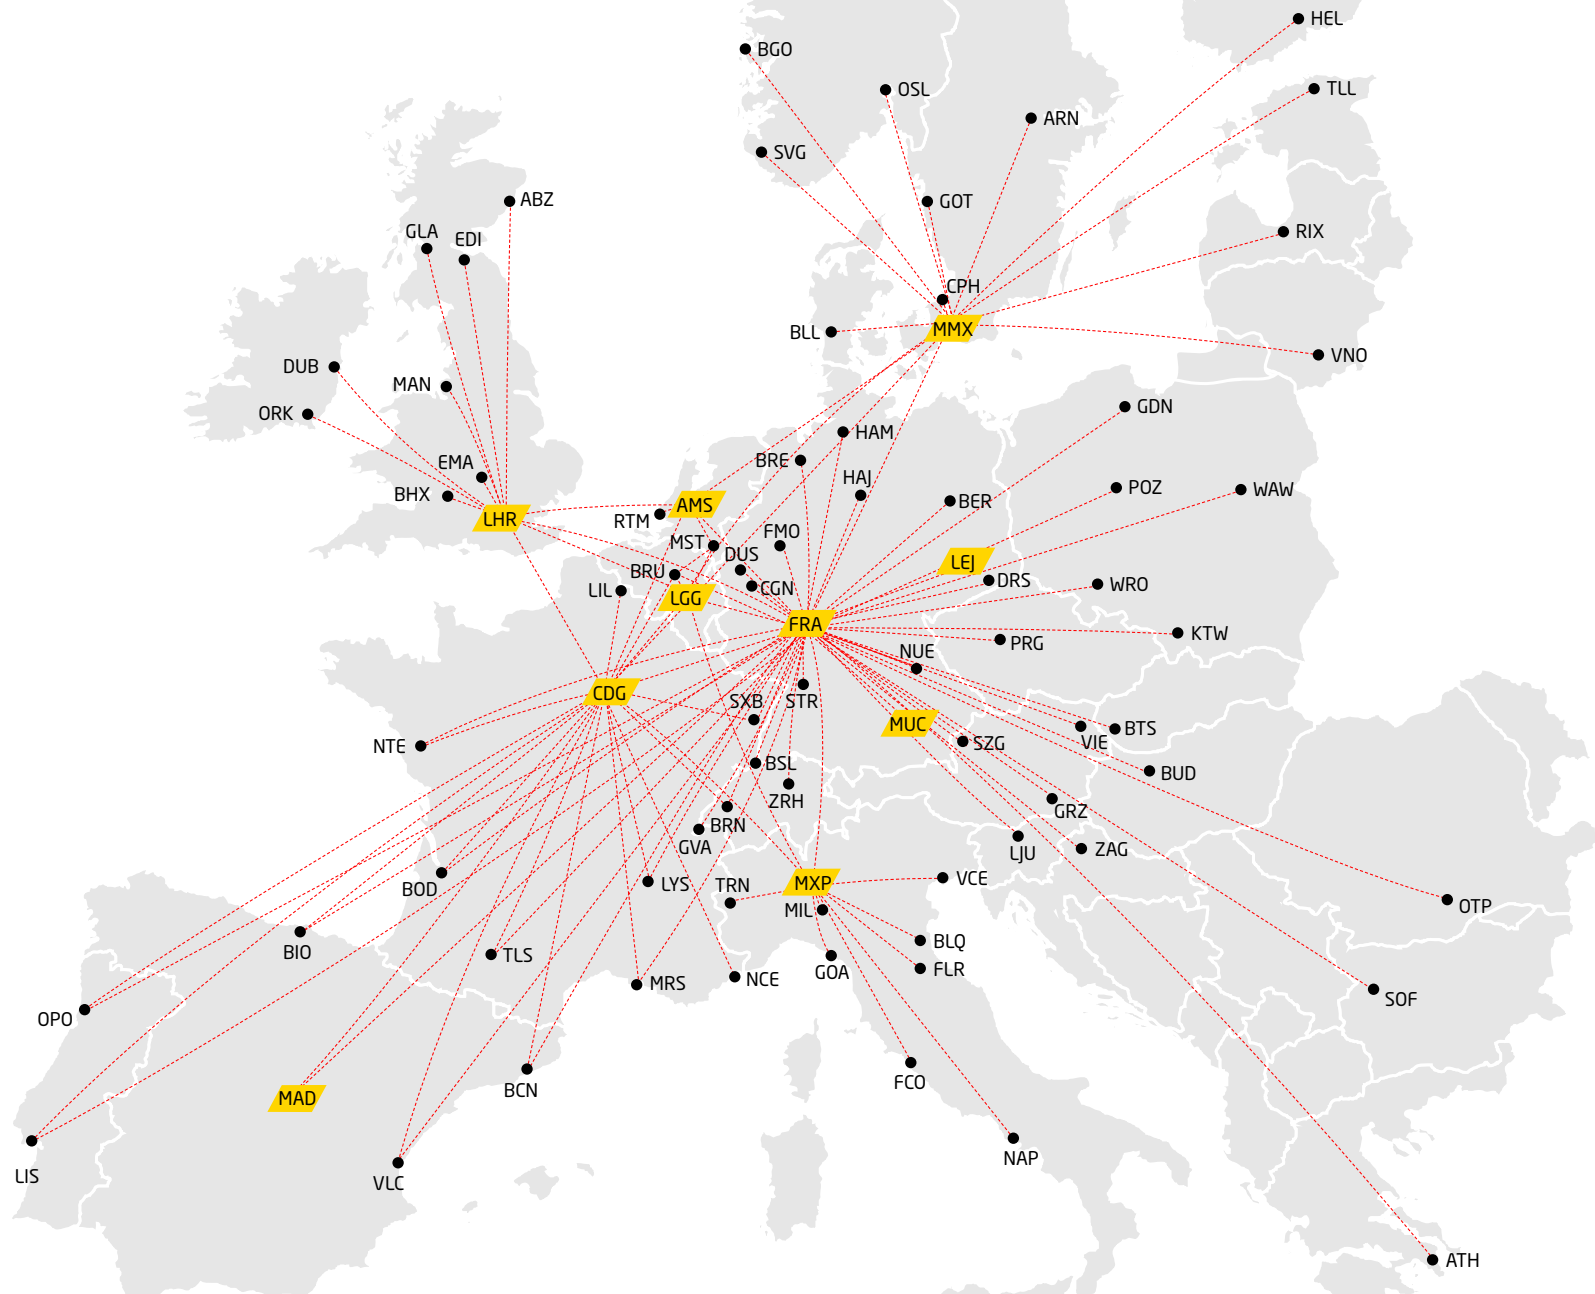 HEL
BGO
OSL
TLL
ARN
SVG
ABZ
GOT
GLA
EDI
RIX
CPH
MMX
BLL
VNO
DUB
MAN
ORK
GDN
HAM
EMA
BRE
HAJ
BHX
BER
POZ
WAW
LHR
AMS
RTM
FMO
MST
DUS
LEJ
BRU
LIL
CGN
DRS
WRO
LGG
FRA
KTW
PRG
NUE
CDG
SXB
STR
MUC
BTS
NTE
SZG
VIE
BSL
BUD
ZRH
GRZ
BRN
GVA
LJU
ZAG
BOD
LYS
TRN
MXP
VCE
MIL
OTP
BIO
TLS
BLQ
GOA
FLR
MRS
NCE
SOF
OPO
FCO
BCN
MAD
NAP
LIS
VLC
ATH